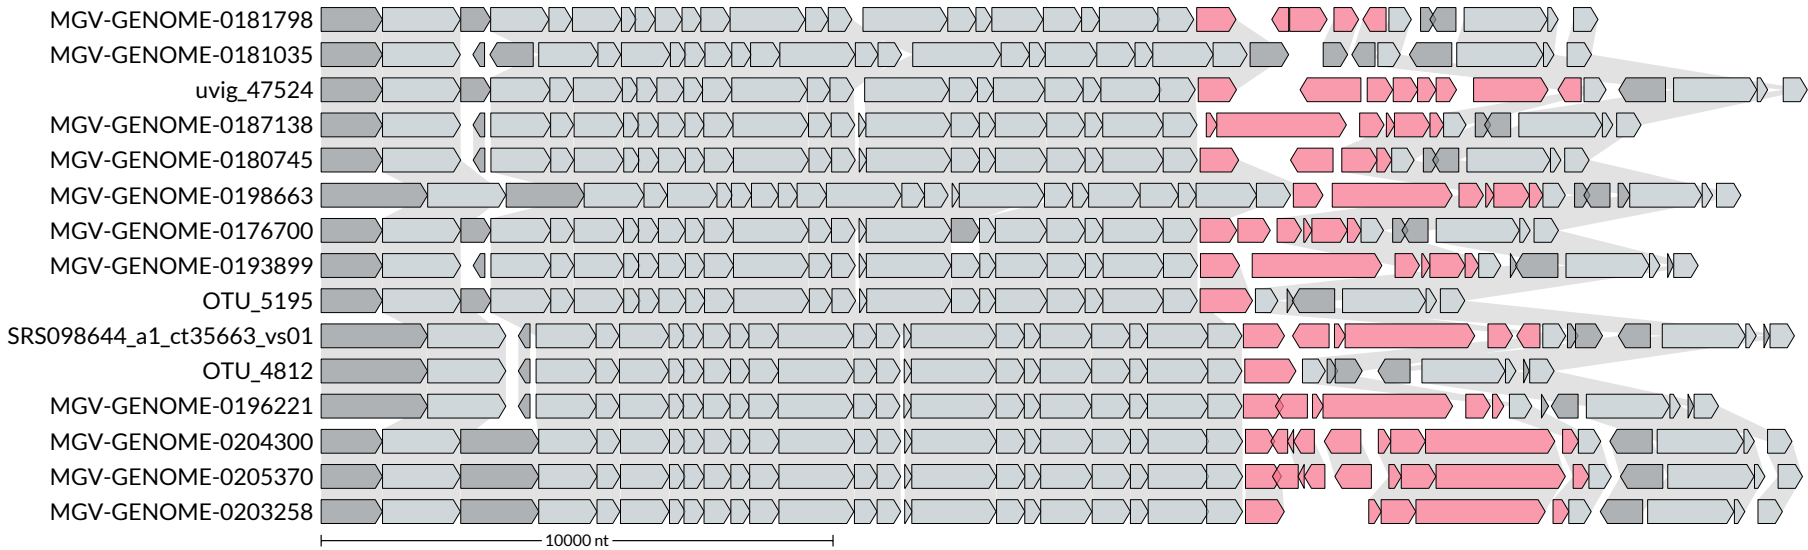 MGV-GENOME-0181798
MGV-GENOME-0181035
uvig_47524
MGV-GENOME-0187138
MGV-GENOME-0180745
MGV-GENOME-0198663
MGV-GENOME-0176700
MGV-GENOME-0193899
OTU_5195
SRS098644_a1_ct35663_vs01
OTU_4812
MGV-GENOME-0196221
MGV-GENOME-0204300
MGV-GENOME-0205370
MGV-GENOME-0203258
10000 nt